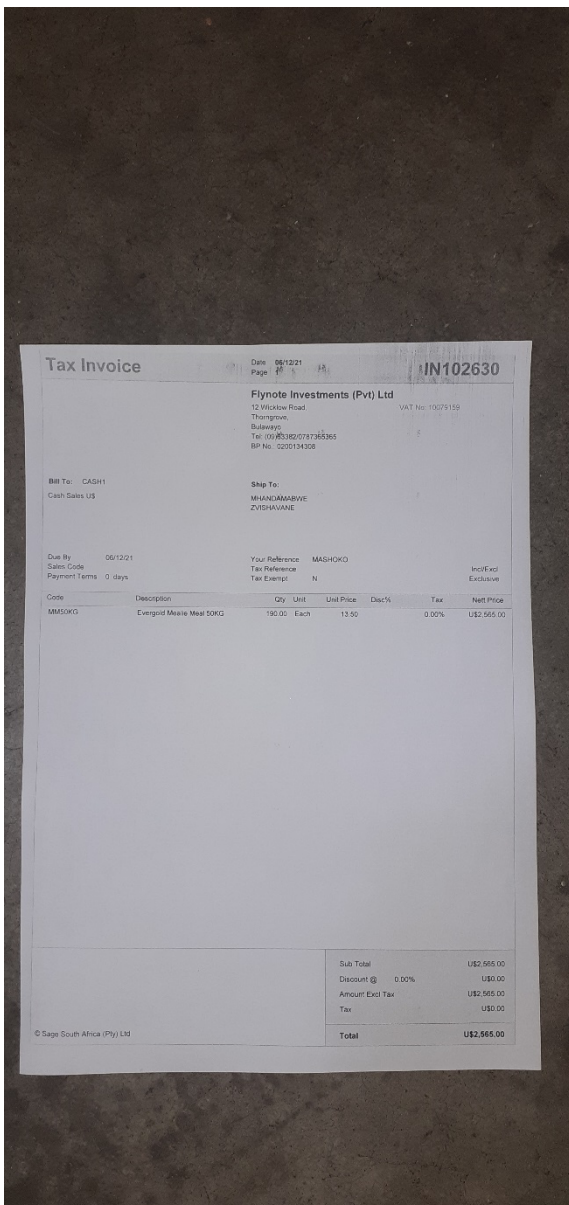 Tax Invoice
Date 06/12/21
Page 1
IN102630
Flynote Investments (Pvt) Ltd
12 Wicklow Road
VAT No: 10075159
Thorngrove,
Bulawayo
Tel: (09)63382/0787365365
BP No. 0200134308
Bill To: CASH1
Ship To:
Cash Sales U$
MHANDAMABWE
ZVISHAVANE
Due By 06/12/21
Your Reference MASHOKO
Sales Code
Tax Reference
Incl/Excl
Payment Terms 0 days
Tax Exempt N
Exclusive
Code Description Qty Unit Unit Price Disc% Tax Nett Price
MM50KG Evergold Mealie Meal 50KG 190.00 Each 13.50 0.00% U$2,565.00
Sub Total U$2,565.00
Discount @ 0.00% U$0.00
Amount Excl Tax U$2,565.00
Tax U$0.00
© Sage South Africa (Pty) Ltd
Total U$2,565.00